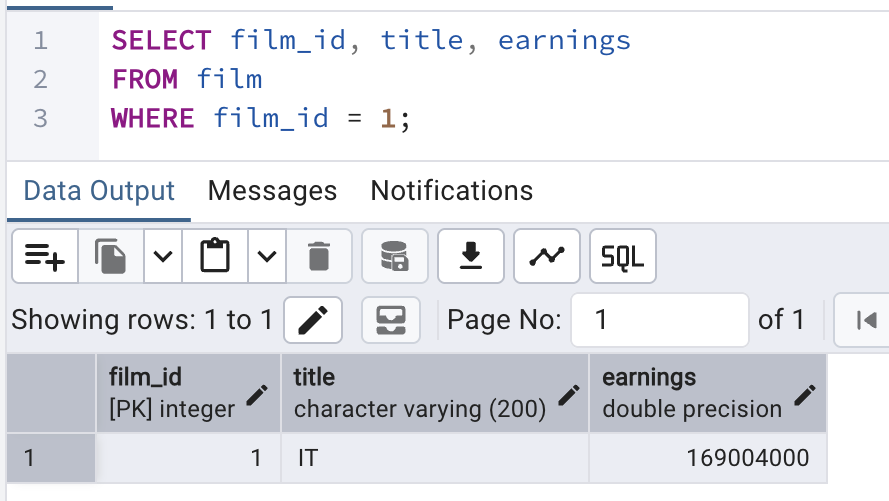 1 SELECT film_id, title, earnings
2 FROM film
3 WHERE film_id = 1;
Data Output Messages Notifications
SQL
Showing rows: 1 to 1 Page No: 1 of 1
film_id title earnings
[PK] integer character varying (200) double precision
1 1 IT 169004000